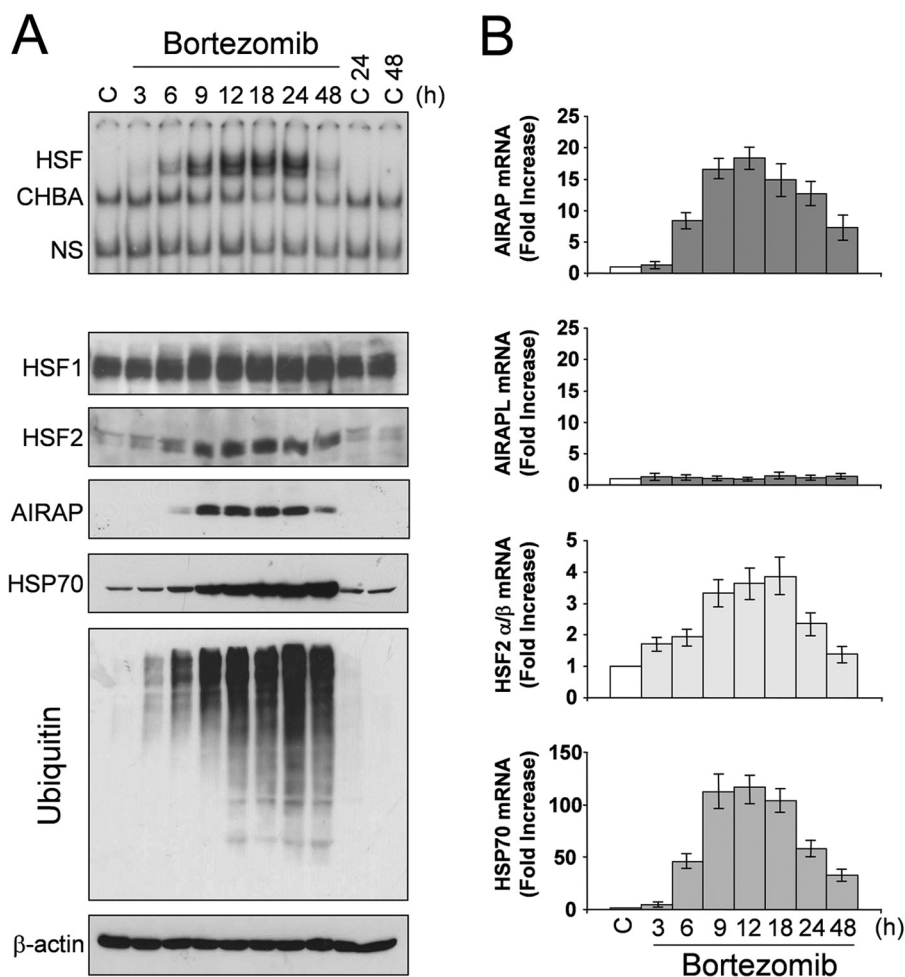 A
Bortezomib
C 3 6 9 12 18 24 48 C 24 C 48 (h)
HSF
CHBA
NS
HSF1
HSF2
AIRAP
HSP70
Ubiquitin
β-actin
B
AIRAP mRNA
(Fold Increase)
25
20
15
10
5
0
AIRAPL mRNA
(Fold Increase)
25
20
15
10
5
0
HSF2 α/β mRNA
(Fold Increase)
5
4
3
2
1
0
HSP70 mRNA
(Fold Increase)
150
100
50
0
C 3 6 9 12 18 24 48 (h)
Bortezomib